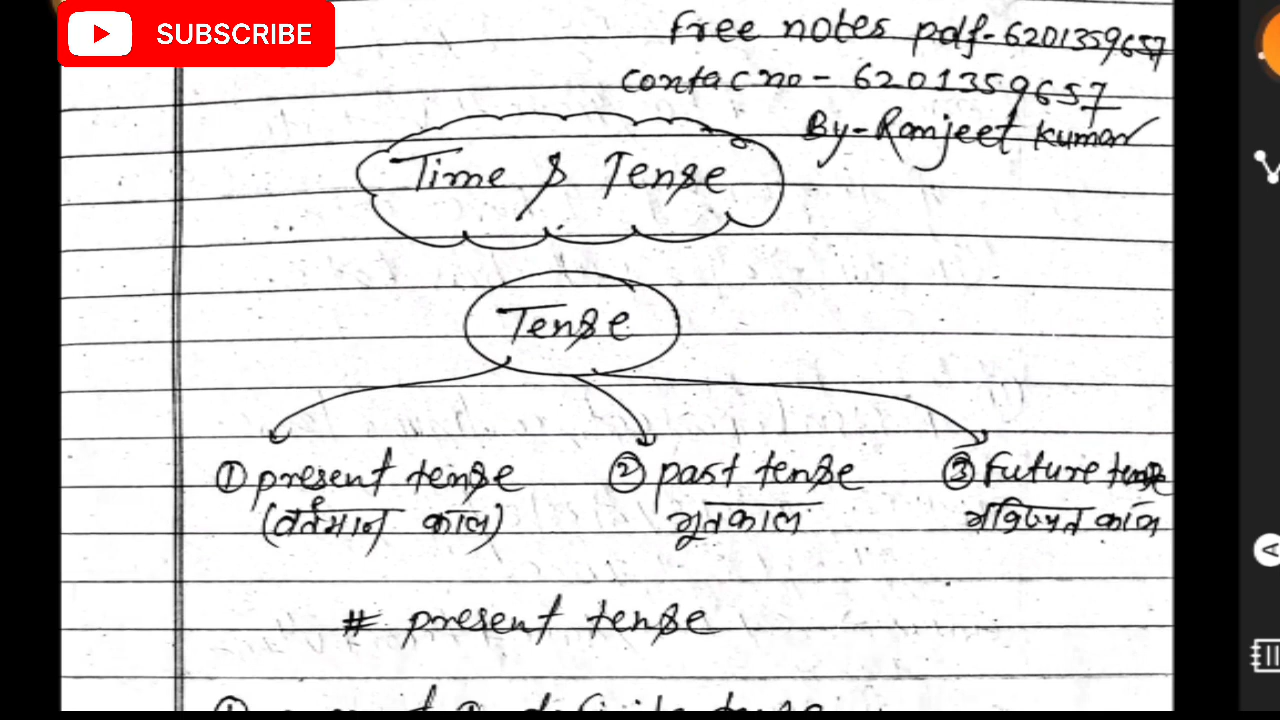 SUBSCRIBE
Free notes pdf-6201359657
contac no - 6201359657
By-Ranjeet Kumar
Time & Tense
Tense
① present tense ② past tense ③ Future tense
(वर्तमान काल) भूतकाल भविष्यत काल
# present tense